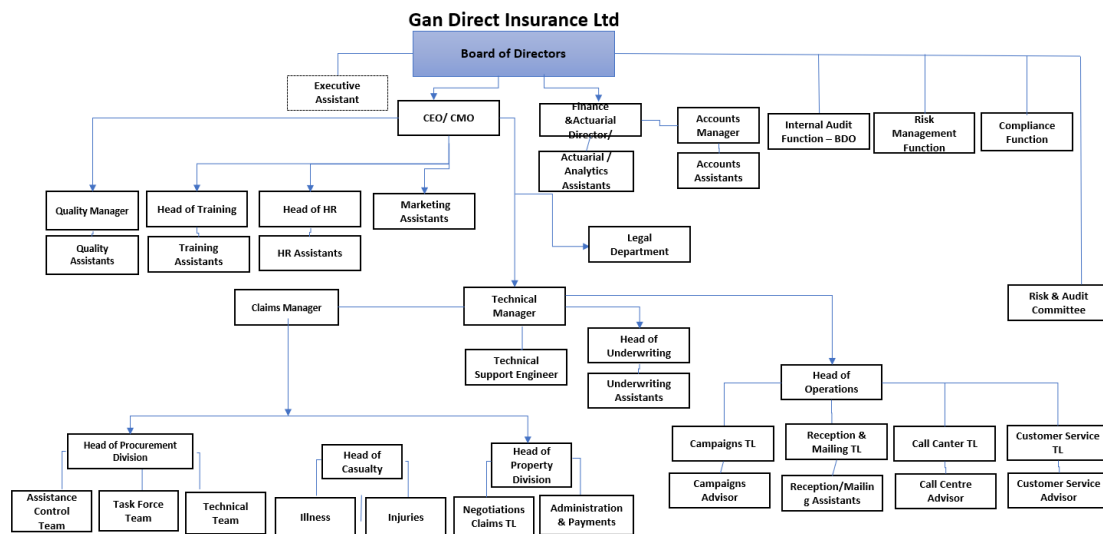 Gan Direct Insurance Ltd
Board of Directors
Executive
Assistant
CEO/ CMO
Finance
&Actuarial
Director/
Accounts
Manager
Internal Audit
Function – BDO
Risk
Management
Function
Compliance
Function
Actuarial /
Analytics
Assistants
Accounts
Assistants
Quality Manager
Head of Training
Head of HR
Marketing
Assistants
Quality
Assistants
Training
Assistants
HR Assistants
Legal
Department
Claims Manager
Technical
Manager
Risk & Audit
Committee
Technical
Support Engineer
Head of
Underwriting
Underwriting
Assistants
Head of
Operations
Head of Procurement
Division
Head of
Casualty
Head of
Property
Division
Campaigns TL
Reception &
Mailing TL
Call Canter TL
Customer Service
TL
Assistance
Control
Team
Task Force
Team
Technical
Team
Illness
Injuries
Negotiations
Claims TL
Administration
& Payments
Campaigns
Advisor
Reception/Mailin
g Assistants
Call Centre
Advisor
Customer Service
Advisor